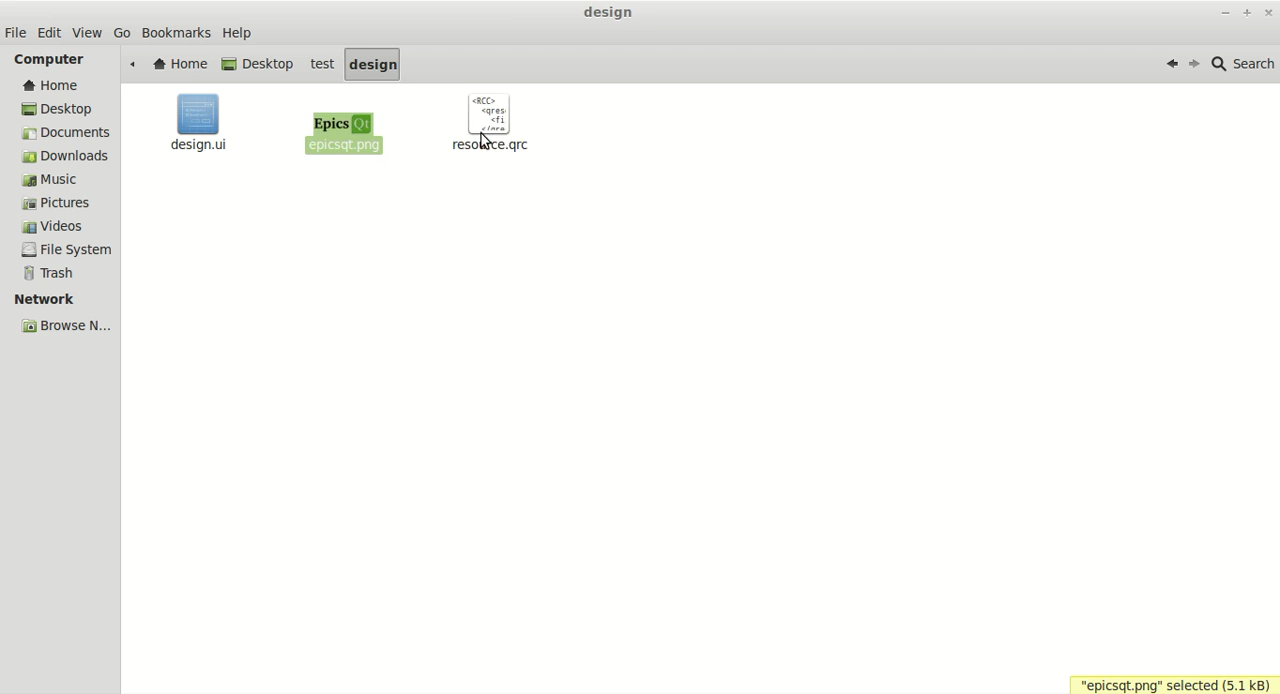 design
File Edit View Go Bookmarks Help
Computer
Home
Desktop
Documents
Downloads
Music
Pictures
Videos
File System
Trash
Network
Browse N...
Home Desktop test design Search
<RCC>
<qres
<fi
Epics Qt
design.ui epicsqt.png resource.qrc
"epicsqt.png" selected (5.1 kB)